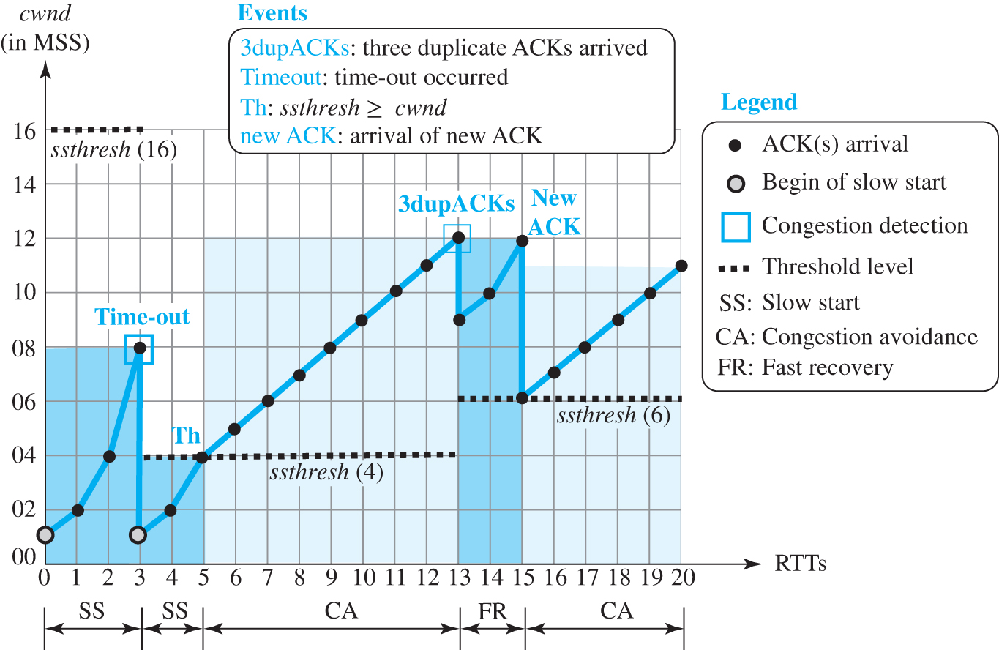 cwnd
(in MSS)
Events
3dupACKs: three duplicate ACKs arrived
Timeout: time-out occurred
Th: ssthresh ≥ cwnd
new ACK: arrival of new ACK
Legend
ACK(s) arrival
Begin of slow start
Congestion detection
Threshold level
SS: Slow start
CA: Congestion avoidance
FR: Fast recovery
16
ssthresh (16)
14
3dupACKs
New
ACK
12
10
Time-out
08
06
ssthresh (6)
Th
04
ssthresh (4)
02
00
0 1 2 3 4 5 6 7 8 9 10 11 12 13 14 15 16 17 18 19 20
RTTs
SS SS CA FR CA